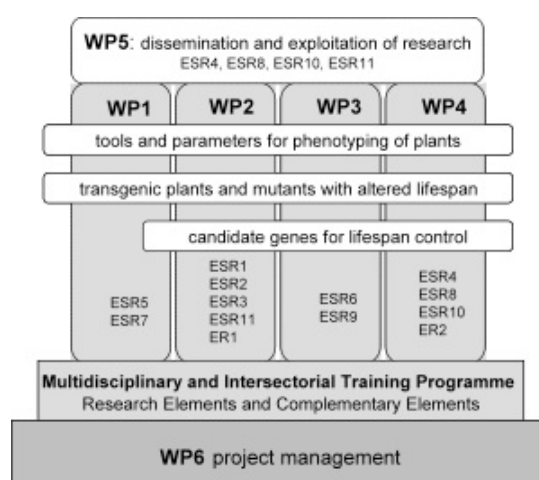 WP5: dissemination and exploitation of research
ESR4, ESR8, ESR10, ESR11
WP1 WP2 WP3 WP4
tools and parameters for phenotyping of plants
transgenic plants and mutants with altered lifespan
candidate genes for lifespan control
ESR5
ESR7
ESR1
ESR2
ESR3
ESR11
ER1
ESR6
ESR9
ESR4
ESR8
ESR10
ER2
Multidisciplinary and Intersectorial Training Programme
Research Elements and Complementary Elements
WP6 project management